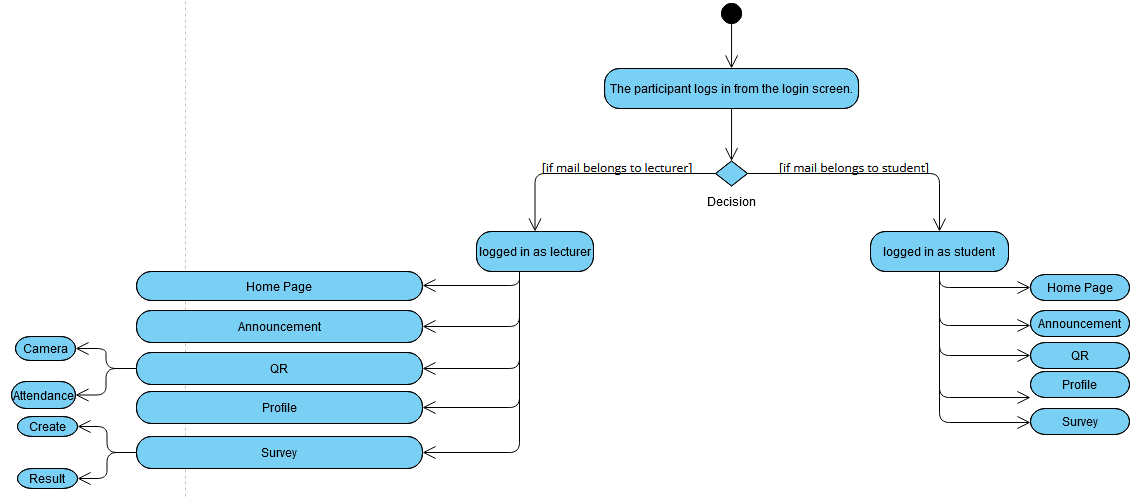 The participant logs in from the login screen.
[if mail belongs to lecturer]
[if mail belongs to student]
Decision
logged in as lecturer
logged in as student
Home Page
Announcement
QR
Profile
Survey
Camera
Attendance
Create
Result
Home Page
Announcement
QR
Profile
Survey